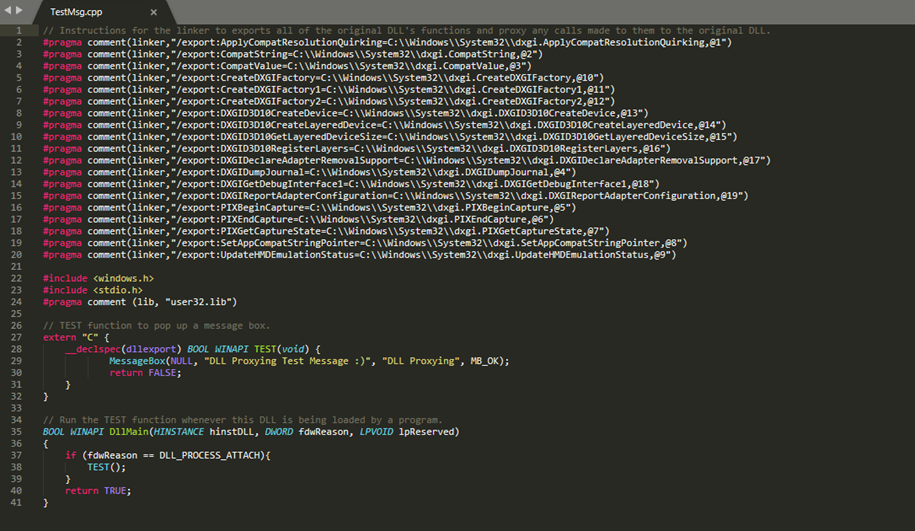 TestMsg.cpp
1 // Instructions for the linker to exports all of the original DLL's functions and proxy any calls made to them to the original DLL.
2 #pragma comment(linker,"/export:ApplyCompatResolutionQuirking=C:\\Windows\\System32\\dxgi.ApplyCompatResolutionQuirking,@1")
3 #pragma comment(linker,"/export:CompatString=C:\\Windows\\System32\\dxgi.CompatString,@2")
4 #pragma comment(linker,"/export:CompatValue=C:\\Windows\\System32\\dxgi.CompatValue,@3")
5 #pragma comment(linker,"/export:CreateDXGIFactory=C:\\Windows\\System32\\dxgi.CreateDXGIFactory,@10")
6 #pragma comment(linker,"/export:CreateDXGIFactory1=C:\\Windows\\System32\\dxgi.CreateDXGIFactory1,@11")
7 #pragma comment(linker,"/export:CreateDXGIFactory2=C:\\Windows\\System32\\dxgi.CreateDXGIFactory2,@12")
8 #pragma comment(linker,"/export:DXGID3D10CreateDevice=C:\\Windows\\System32\\dxgi.DXGID3D10CreateDevice,@13")
9 #pragma comment(linker,"/export:DXGID3D10CreateLayeredDevice=C:\\Windows\\System32\\dxgi.DXGID3D10CreateLayeredDevice,@14")
10 #pragma comment(linker,"/export:DXGID3D10GetLayeredDeviceSize=C:\\Windows\\System32\\dxgi.DXGID3D10GetLayeredDeviceSize,@15")
11 #pragma comment(linker,"/export:DXGID3D10RegisterLayers=C:\\Windows\\System32\\dxgi.DXGID3D10RegisterLayers,@16")
12 #pragma comment(linker,"/export:DXGIDeclareAdapterRemovalSupport=C:\\Windows\\System32\\dxgi.DXGIDeclareAdapterRemovalSupport,@17")
13 #pragma comment(linker,"/export:DXGIDumpJournal=C:\\Windows\\System32\\dxgi.DXGIDumpJournal,@4")
14 #pragma comment(linker,"/export:DXGIGetDebugInterface1=C:\\Windows\\System32\\dxgi.DXGIGetDebugInterface1,@18")
15 #pragma comment(linker,"/export:DXGIReportAdapterConfiguration=C:\\Windows\\System32\\dxgi.DXGIReportAdapterConfiguration,@19")
16 #pragma comment(linker,"/export:PIXBeginCapture=C:\\Windows\\System32\\dxgi.PIXBeginCapture,@5")
17 #pragma comment(linker,"/export:PIXEndCapture=C:\\Windows\\System32\\dxgi.PIXEndCapture,@6")
18 #pragma comment(linker,"/export:PIXGetCaptureState=C:\\Windows\\System32\\dxgi.PIXGetCaptureState,@7")
19 #pragma comment(linker,"/export:SetAppCompatStringPointer=C:\\Windows\\System32\\dxgi.SetAppCompatStringPointer,@8")
20 #pragma comment(linker,"/export:UpdateHMDEmulationStatus=C:\\Windows\\System32\\dxgi.UpdateHMDEmulationStatus,@9")
21
22 #include <windows.h>
23 #include <stdio.h>
24 #pragma comment (lib, "user32.lib")
25
26 // TEST function to pop up a message box.
27 extern "C" {
28 __declspec(dllexport) BOOL WINAPI TEST(void) {
29 MessageBox(NULL, "DLL Proxying Test Message :)", "DLL Proxying", MB_OK);
30 return FALSE;
31 }
32 }
33
34 // Run the TEST function whenever this DLL is being loaded by a program.
35 BOOL WINAPI DllMain(HINSTANCE hinstDLL, DWORD fdwReason, LPVOID lpReserved)
36 {
37 if (fdwReason == DLL_PROCESS_ATTACH){
38 TEST();
39 }
40 return TRUE;
41 }